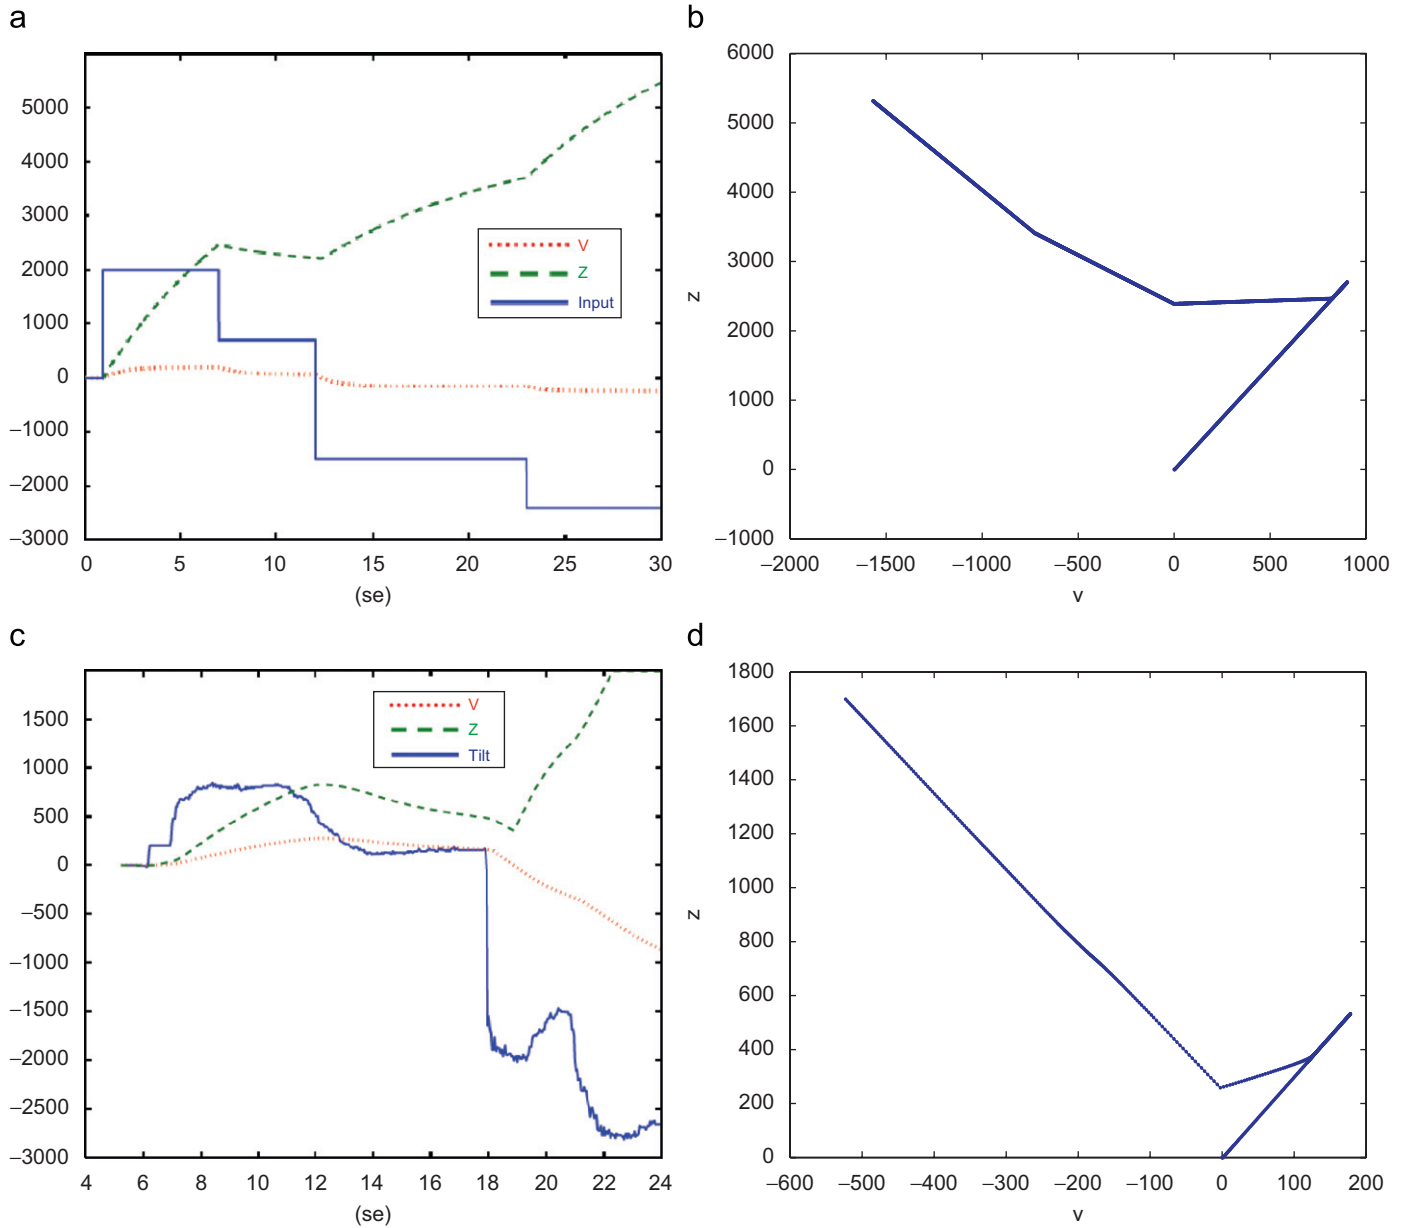 a
5000
4000
3000
2000
1000
0
−1000
−2000
−3000
0 5 10 15 20 25 30
(se)
V
Z
Input
b
6000
5000
4000
3000
2000
1000
0
−1000
−2000 −1500 −1000 −500 0 500 1000
z
v
c
1500
1000
500
0
−500
−1000
−1500
−2000
−2500
−3000
4 6 8 10 12 14 16 18 20 22 24
(se)
V
Z
Tilt
d
1800
1600
1400
1200
1000
800
600
400
200
0
−600 −500 −400 −300 −200 −100 0 100 200
z
v